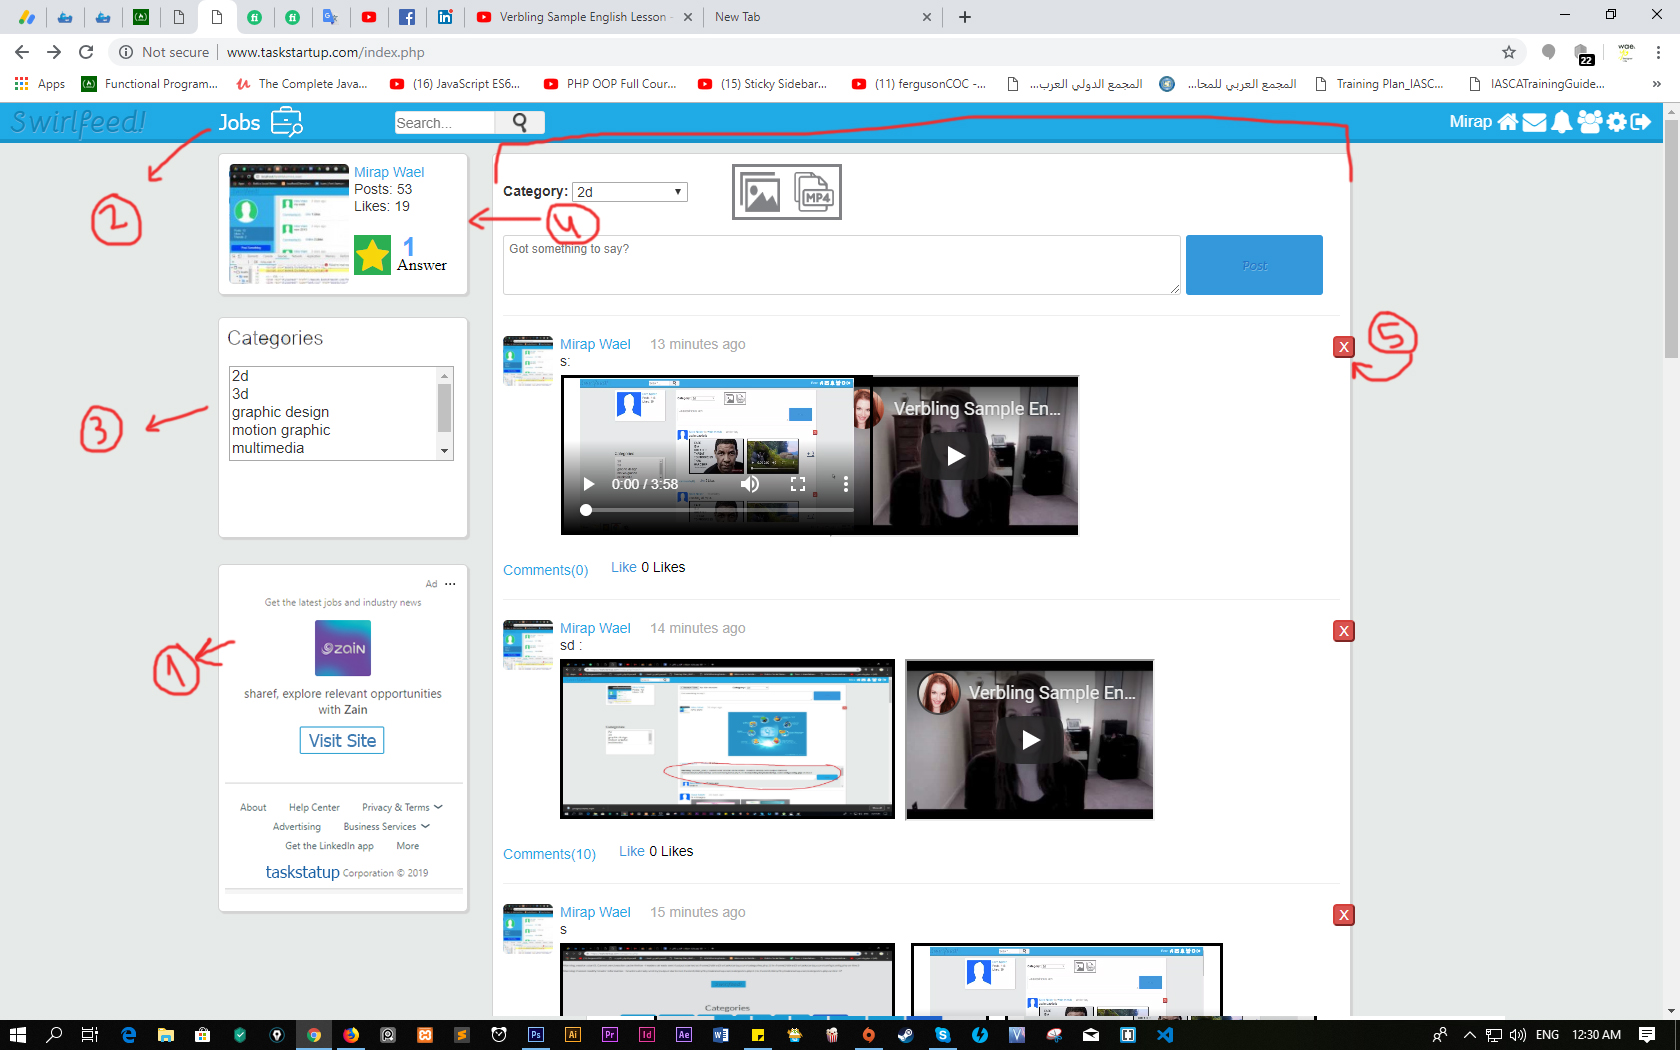 Verbling Sample English Lesson
New Tab
Not secure
www.taskstartup.com/index.php
22
Apps
Functional Program...
The Complete Java...
(16) JavaScript ES6...
PHP OOP Full Cour...
(15) Sticky Sidebar...
(11) fergusonCOC -...
المجمع الدولي العرب...
المجمع العربي للمحا...
Training Plan_IASC...
IASCATrainingGuide...
Swirlfeed!
Jobs
Search...
Mirap
2
Mirap Wael
Posts: 53
Likes: 19
1
Answer
4
Category: 2d
MP4
Got something to say?
Post
Categories
2d
3d
graphic design
motion graphic
multimedia
3
Mirap Wael 13 minutes ago
X
5
s:
0:00 / 3:58
Verbling Sample En...
Comments(0) Like 0 Likes
Ad
Get the latest jobs and industry news
zain
sharef, explore relevant opportunities
with Zain
Visit Site
1
About Help Center Privacy & Terms
Advertising Business Services
Get the LinkedIn app More
taskstatup Corporation © 2019
Mirap Wael 14 minutes ago
X
sd :
Verbling Sample En...
Comments(10) Like 0 Likes
Mirap Wael 15 minutes ago
X
s
Categories
ENG 12:30 AM